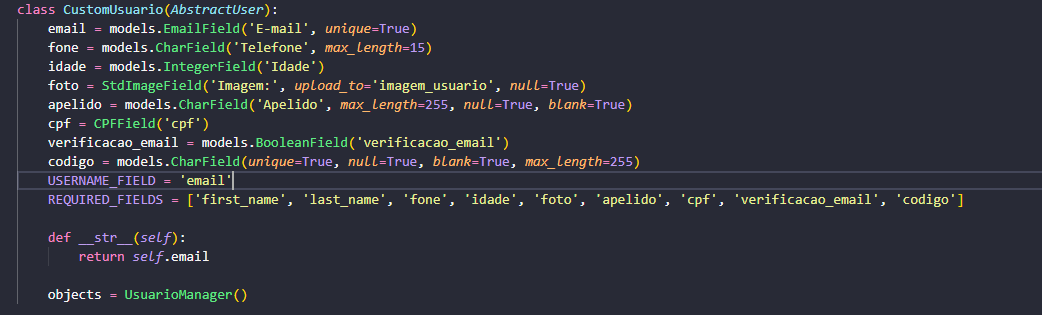 class CustomUsuario(AbstractUser):
    email = models.EmailField('E-mail', unique=True)
    fone = models.CharField('Telefone', max_length=15)
    idade = models.IntegerField('Idade')
    foto = StdImageField('Imagem:', upload_to='imagem_usuario', null=True)
    apelido = models.CharField('Apelido', max_length=255, null=True, blank=True)
    cpf = CPFField('cpf')
    verificacao_email = models.BooleanField('verificacao_email')
    codigo = models.CharField(unique=True, null=True, blank=True, max_length=255)
    USERNAME_FIELD = 'email'
    REQUIRED_FIELDS = ['first_name', 'last_name', 'fone', 'idade', 'foto', 'apelido', 'cpf', 'verificacao_email', 'codigo']
    def __str__(self):
        return self.email
    objects = UsuarioManager()